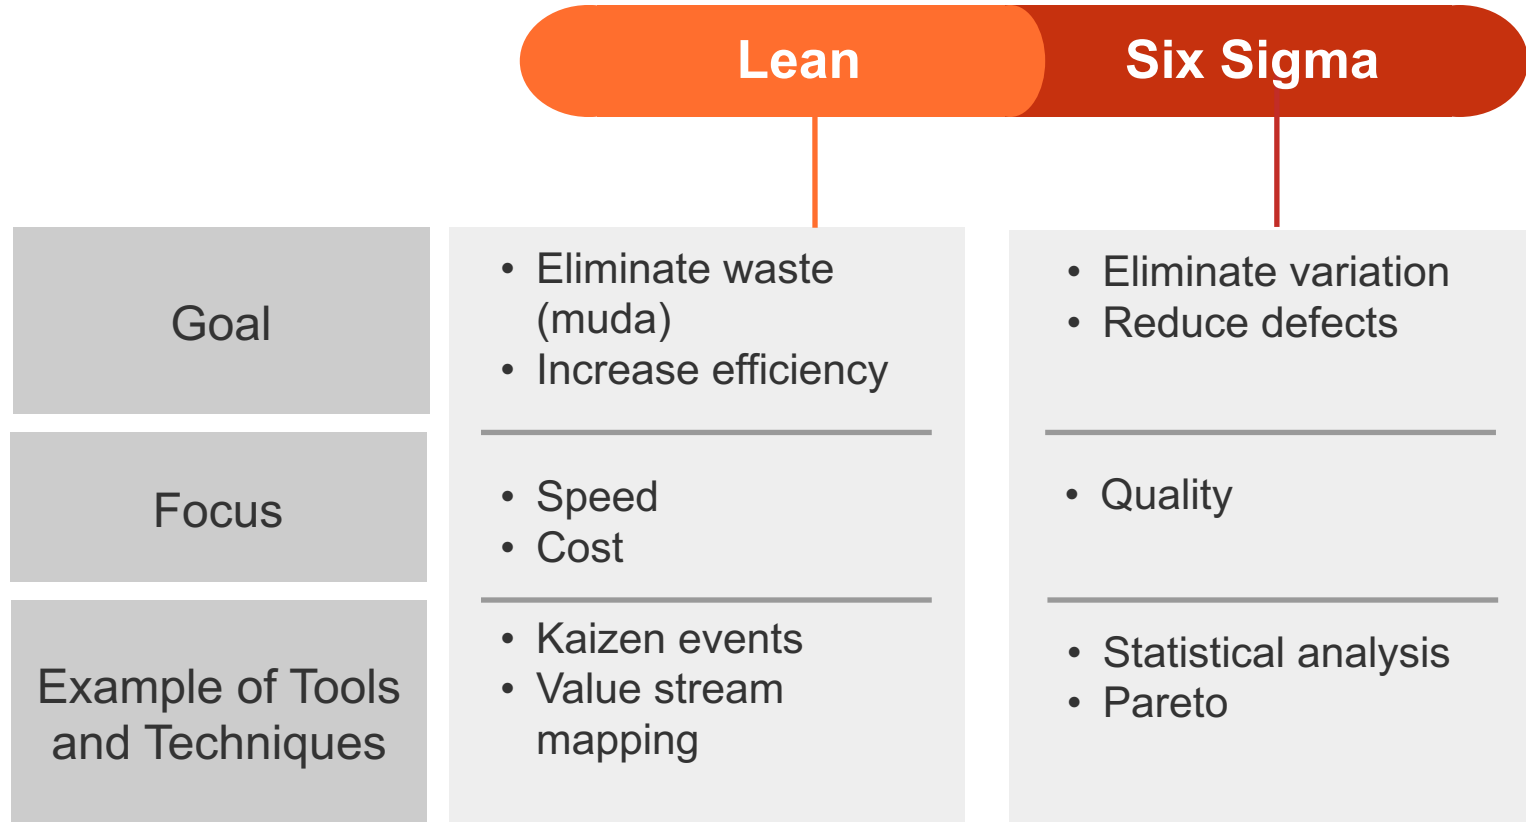 Lean
Six Sigma
Goal
• Eliminate waste
(muda)
• Increase efficiency
• Eliminate variation
• Reduce defects
Focus
• Speed
• Cost
• Quality
Example of Tools
and Techniques
• Kaizen events
• Value stream
mapping
• Statistical analysis
• Pareto